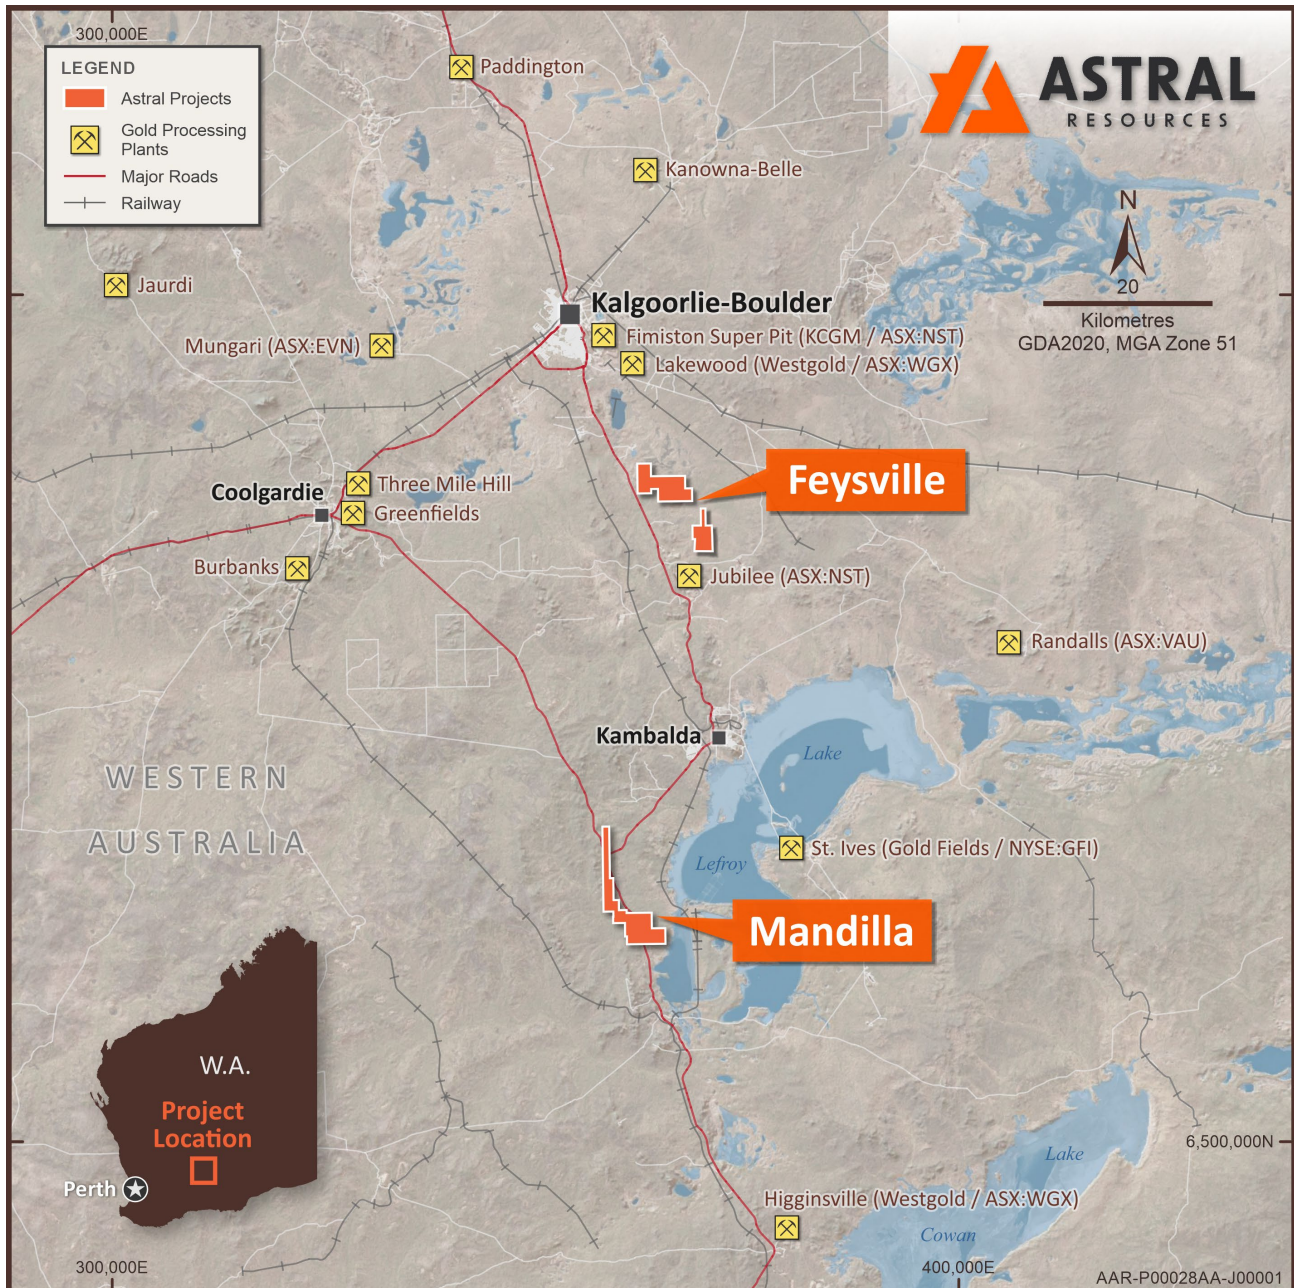 300,000E
LEGEND
Astral Projects
Gold Processing
Plants
Major Roads
Railway
Paddington
ASTRAL
RESOURCES
Kanowna-Belle
N
20
Kilometres
GDA2020, MGA Zone 51
Jaurdi
Kalgoorlie-Boulder
Mungari (ASX:EVN)
Fimiston Super Pit (KCGM / ASX:NST)
Lakewood (Westgold / ASX:WGX)
Feysville
Coolgardie
Three Mile Hill
Greenfields
Burbanks
Jubilee (ASX:NST)
Randalls (ASX:VAU)
Kambalda
Lake
WESTERN
AUSTRALIA
St. Ives (Gold Fields / NYSE:GFI)
Lefroy
Mandilla
W.A.
Project
Location
Perth
6,500,000N
Lake
Higginsville (Westgold / ASX:WGX)
Cowan
300,000E
400,000E
AAR-P00028AA-J00001